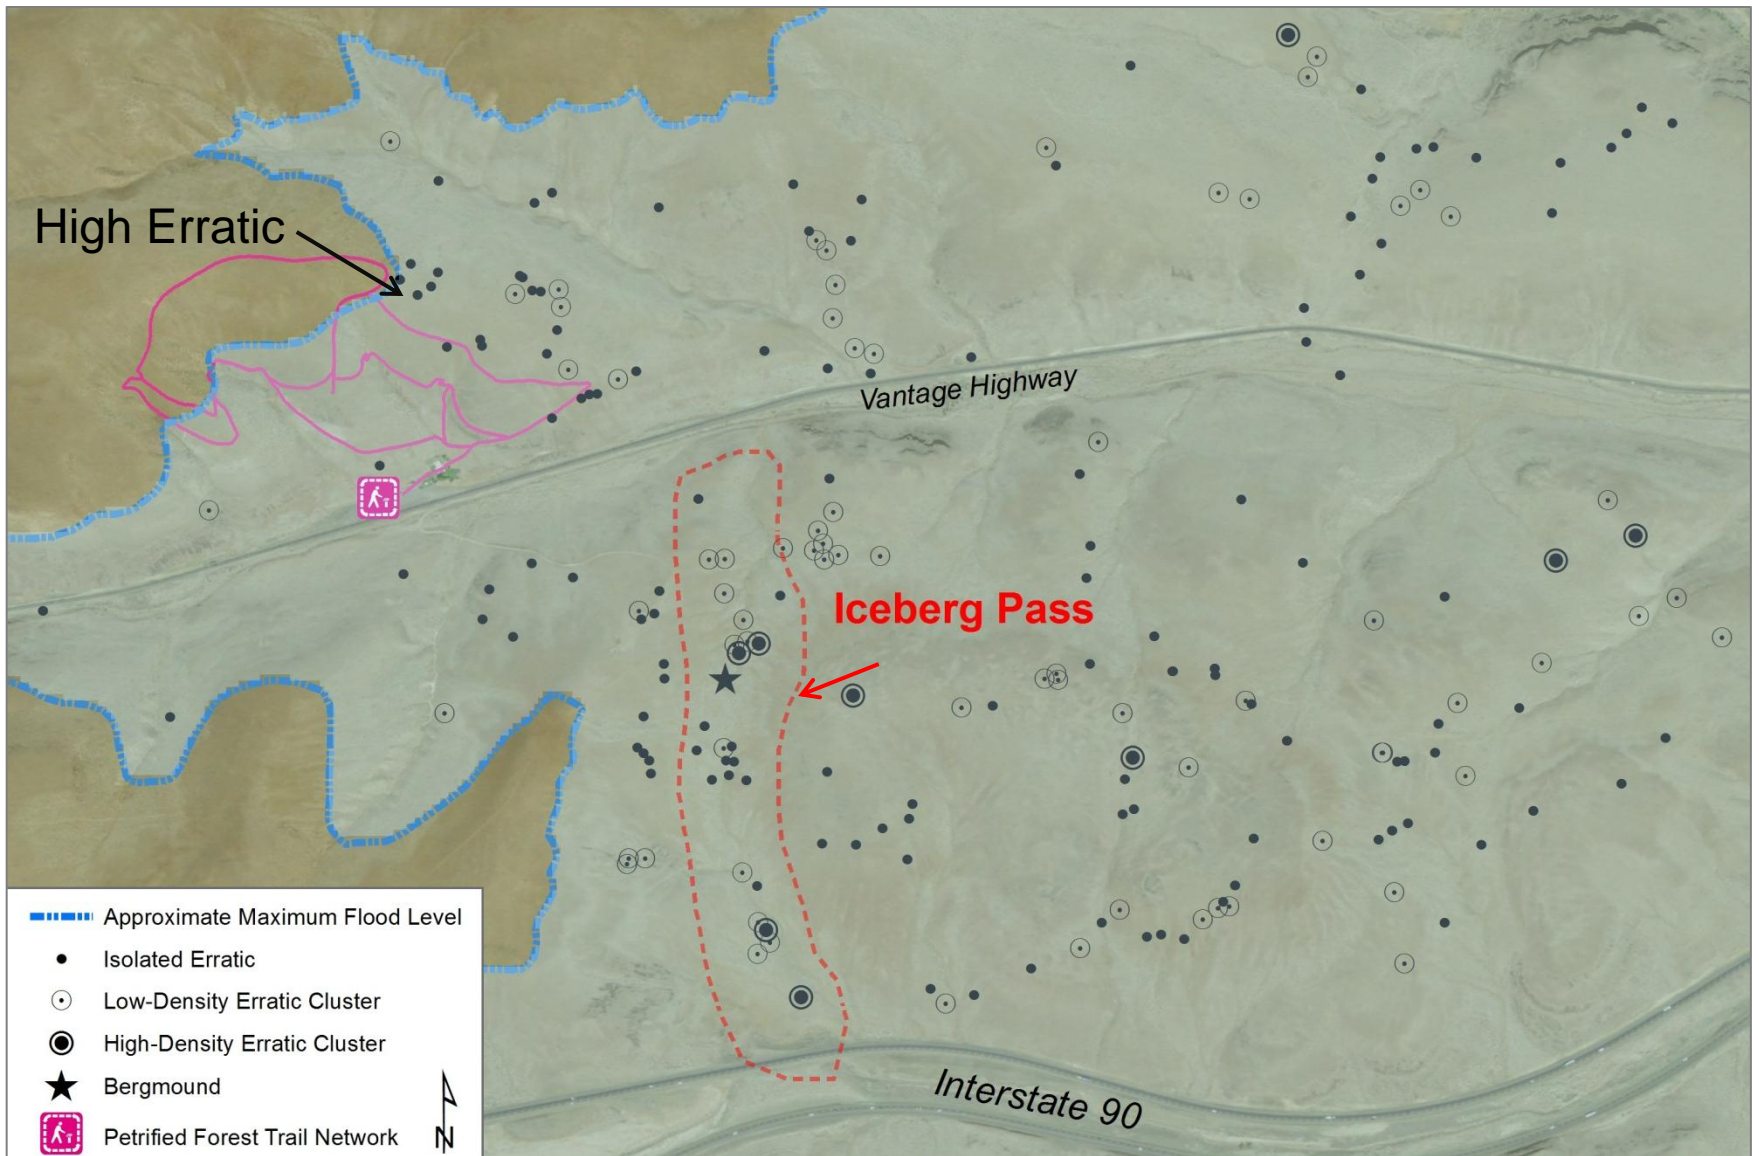 High Erratic
Vantage Highway
Iceberg Pass
Interstate 90
Approximate Maximum Flood Level
Isolated Erratic
Low-Density Erratic Cluster
High-Density Erratic Cluster
Bergmound
Petrified Forest Trail Network
N